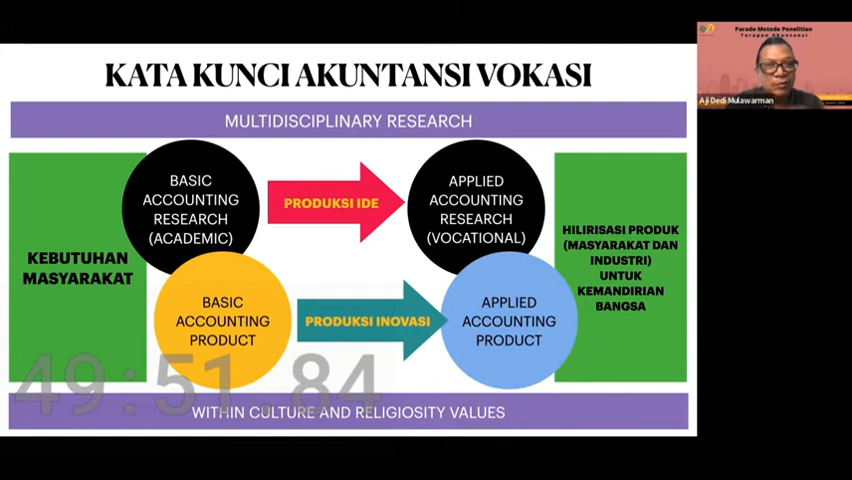 KATA KUNCI AKUNTANSI VOKASI
MULTIDISCIPLINARY RESEARCH
KEBUTUHAN
MASYARAKAT
BASIC
ACCOUNTING
RESEARCH
(ACADEMIC)
PRODUKSI IDE
APPLIED
ACCOUNTING
RESEARCH
(VOCATIONAL)
BASIC
ACCOUNTING
PRODUCT
PRODUKSI INOVASI
APPLIED
ACCOUNTING
PRODUCT
HILIRISASI PRODUK
(MASYARAKAT DAN
INDUSTRI)
UNTUK
KEMANDIRIAN
BANGSA
49:51.84
WITHIN CULTURE AND RELIGIOSITY VALUES
Parade Metode Penelitian
Terapan Akuntansi
Aji Dedi Mulawarman